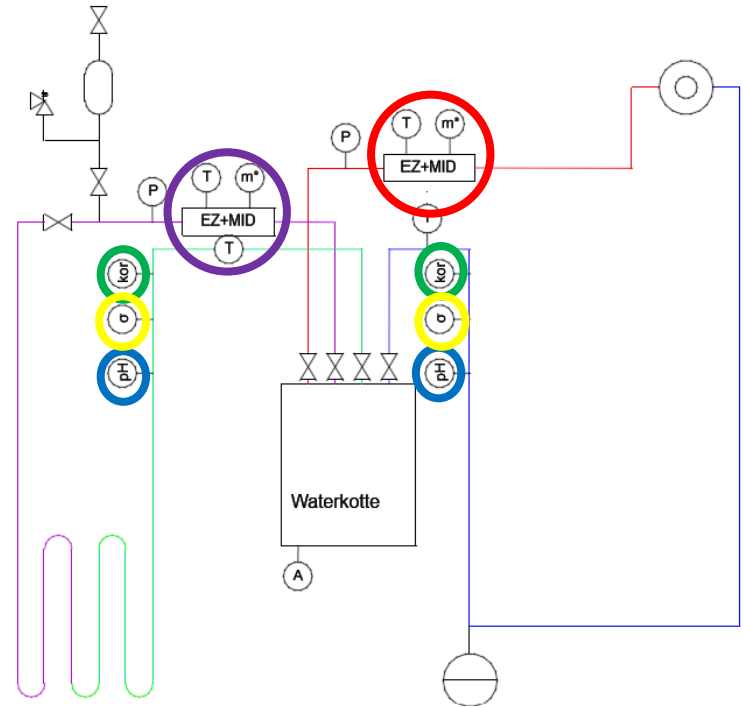 T m*
P
EZ+MID
T m*
P
EZ+MID
T
T
kor
kor
σ
σ
pH
pH
Waterkotte
A